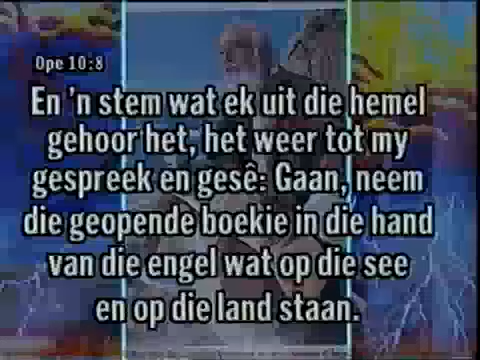 Ope 10:8
En 'n stem wat ek uit die hemel
gehoor het, het weer tot my
gespreek en gesê: Gaan, neem
die geopende boekie in die hand
van die engel wat op die see
en op die land staan.